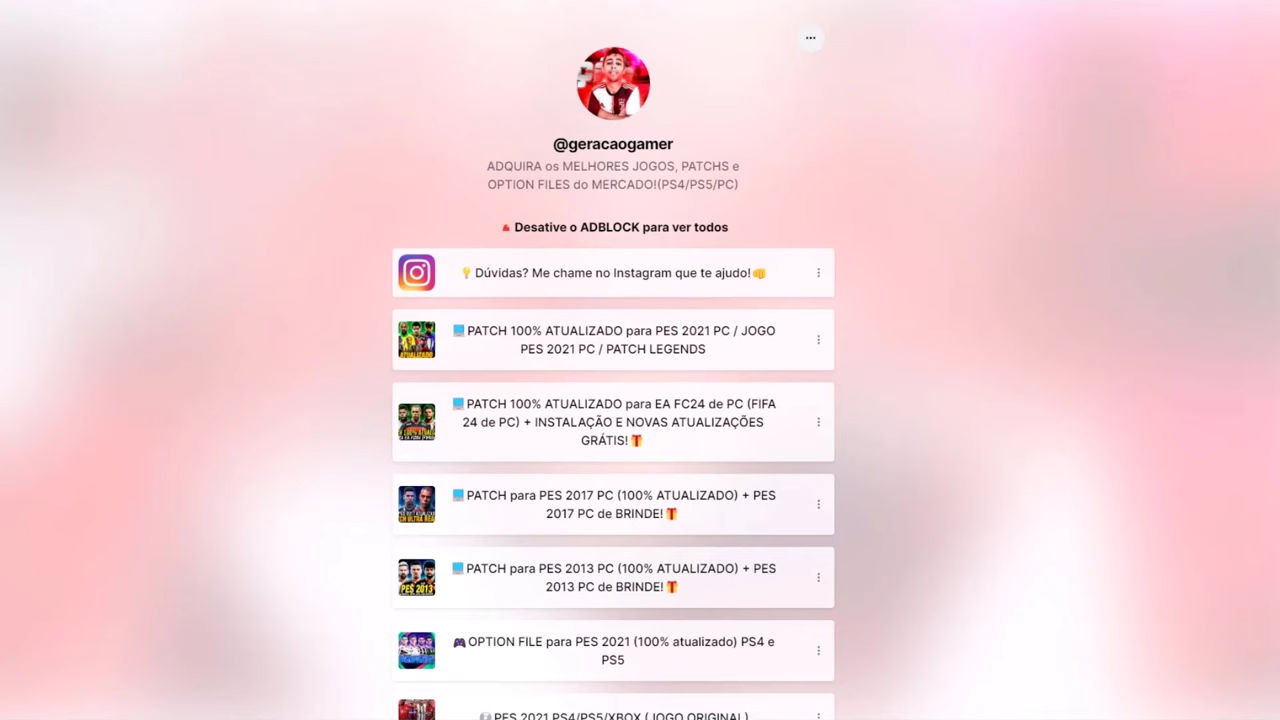 @geracaogamer
ADQUIRA os MELHORES JOGOS, PATCHS e
OPTION FILES do MERCADO!(PS4/PS5/PC)
Desative o ADBLOCK para ver todos
Dúvidas? Me chame no Instagram que te ajudo!
PATCH 100% ATUALIZADO para PES 2021 PC / JOGO
PES 2021 PC / PATCH LEGENDS
ATUALIZADO
PATCH 100% ATUALIZADO para EA FC24 de PC (FIFA
24 de PC) + INSTALAÇÃO E NOVAS ATUALIZAÇÕES
GRÁTIS!
PATCH para PES 2017 PC (100% ATUALIZADO) + PES
2017 PC de BRINDE!
PATCH para PES 2013 PC (100% ATUALIZADO) + PES
2013 PC de BRINDE!
PES 2013
OPTION FILE para PES 2021 (100% atualizado) PS4 e
PS5
PES 2021 PS4/PS5/XBOX ( JOGO ORIGINAL)